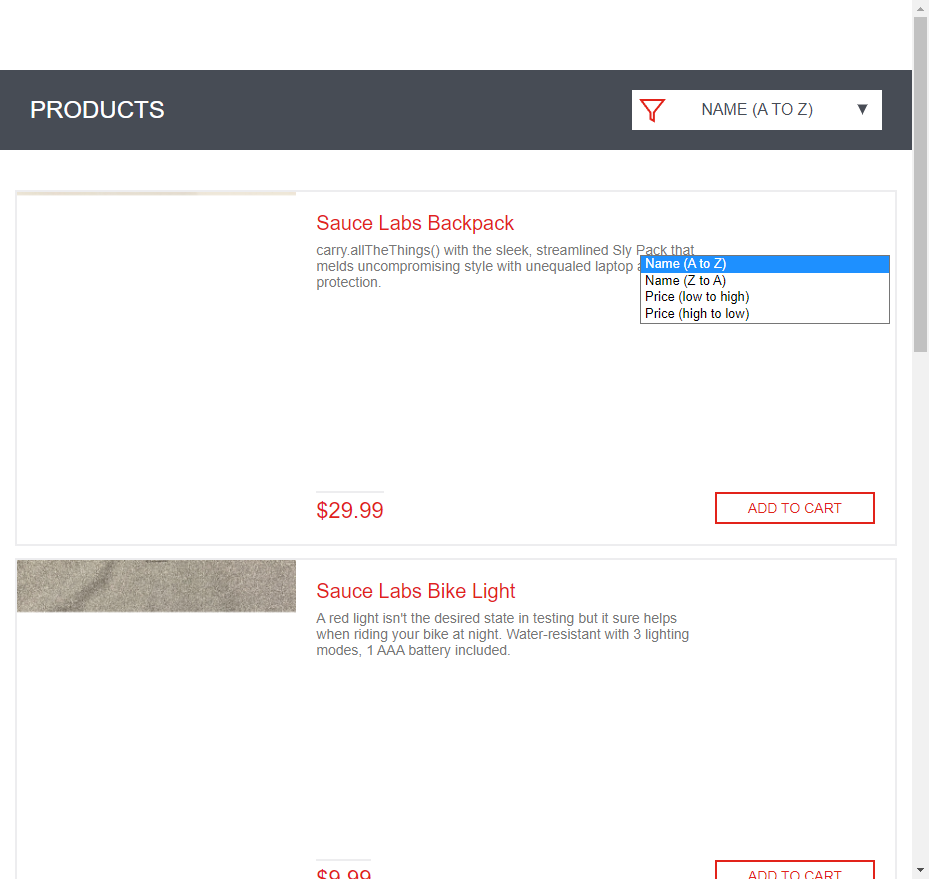 PRODUCTS
NAME (A TO Z)
Sauce Labs Backpack
carry.allTheThings() with the sleek, streamlined Sly Pack that
melds uncompromising style with unequaled laptop
protection.
Name (A to Z)
Name (Z to A)
Price (low to high)
Price (high to low)
$29.99
ADD TO CART
Sauce Labs Bike Light
A red light isn't the desired state in testing but it sure helps
when riding your bike at night. Water-resistant with 3 lighting
modes, 1 AAA battery included.
$9.99
ADD TO CART